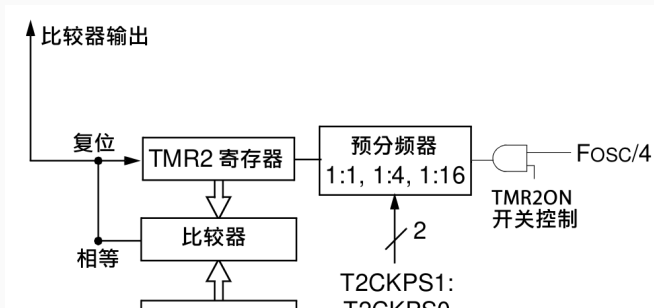 比较器输出
复位
TMR2 寄存器
预分频器
1:1, 1:4, 1:16
FOSC/4
TMR2ON
开关控制
比较器
相等
2
T2CKPS1:
T2CKPS0